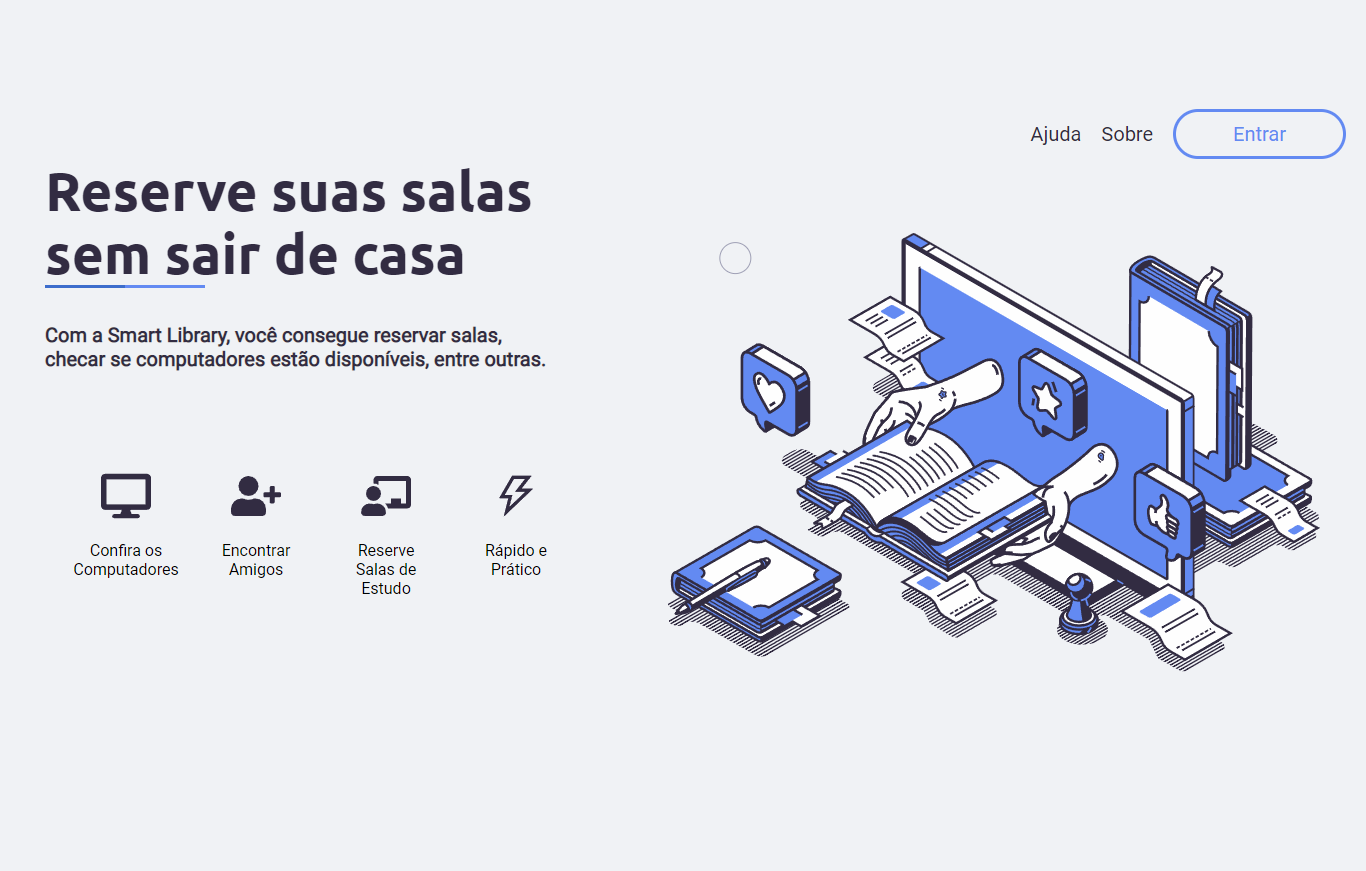 Ajuda Sobre Entrar
Reserve suas salas
sem sair de casa
Com a Smart Library, você consegue reservar salas,
checar se computadores estão disponíveis, entre outras.
Confira os
Computadores
Encontrar
Amigos
Reserve
Salas de
Estudo
Rápido e
Prático